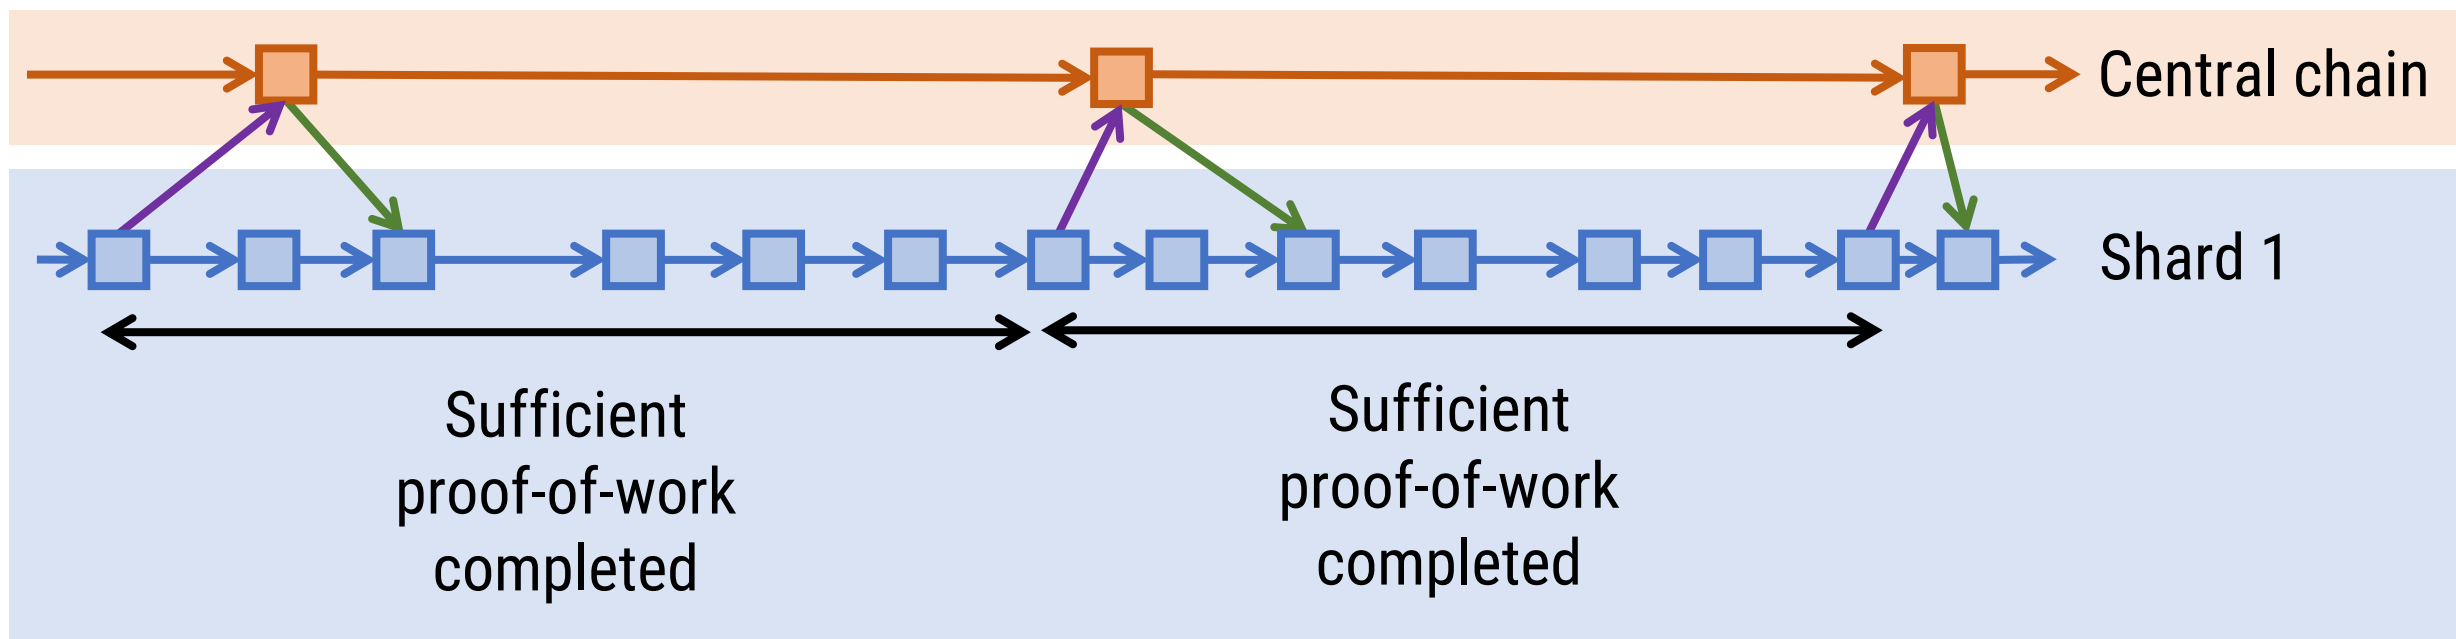 Central chain
Shard 1
Sufficient
proof-of-work
completed
Sufficient
proof-of-work
completed